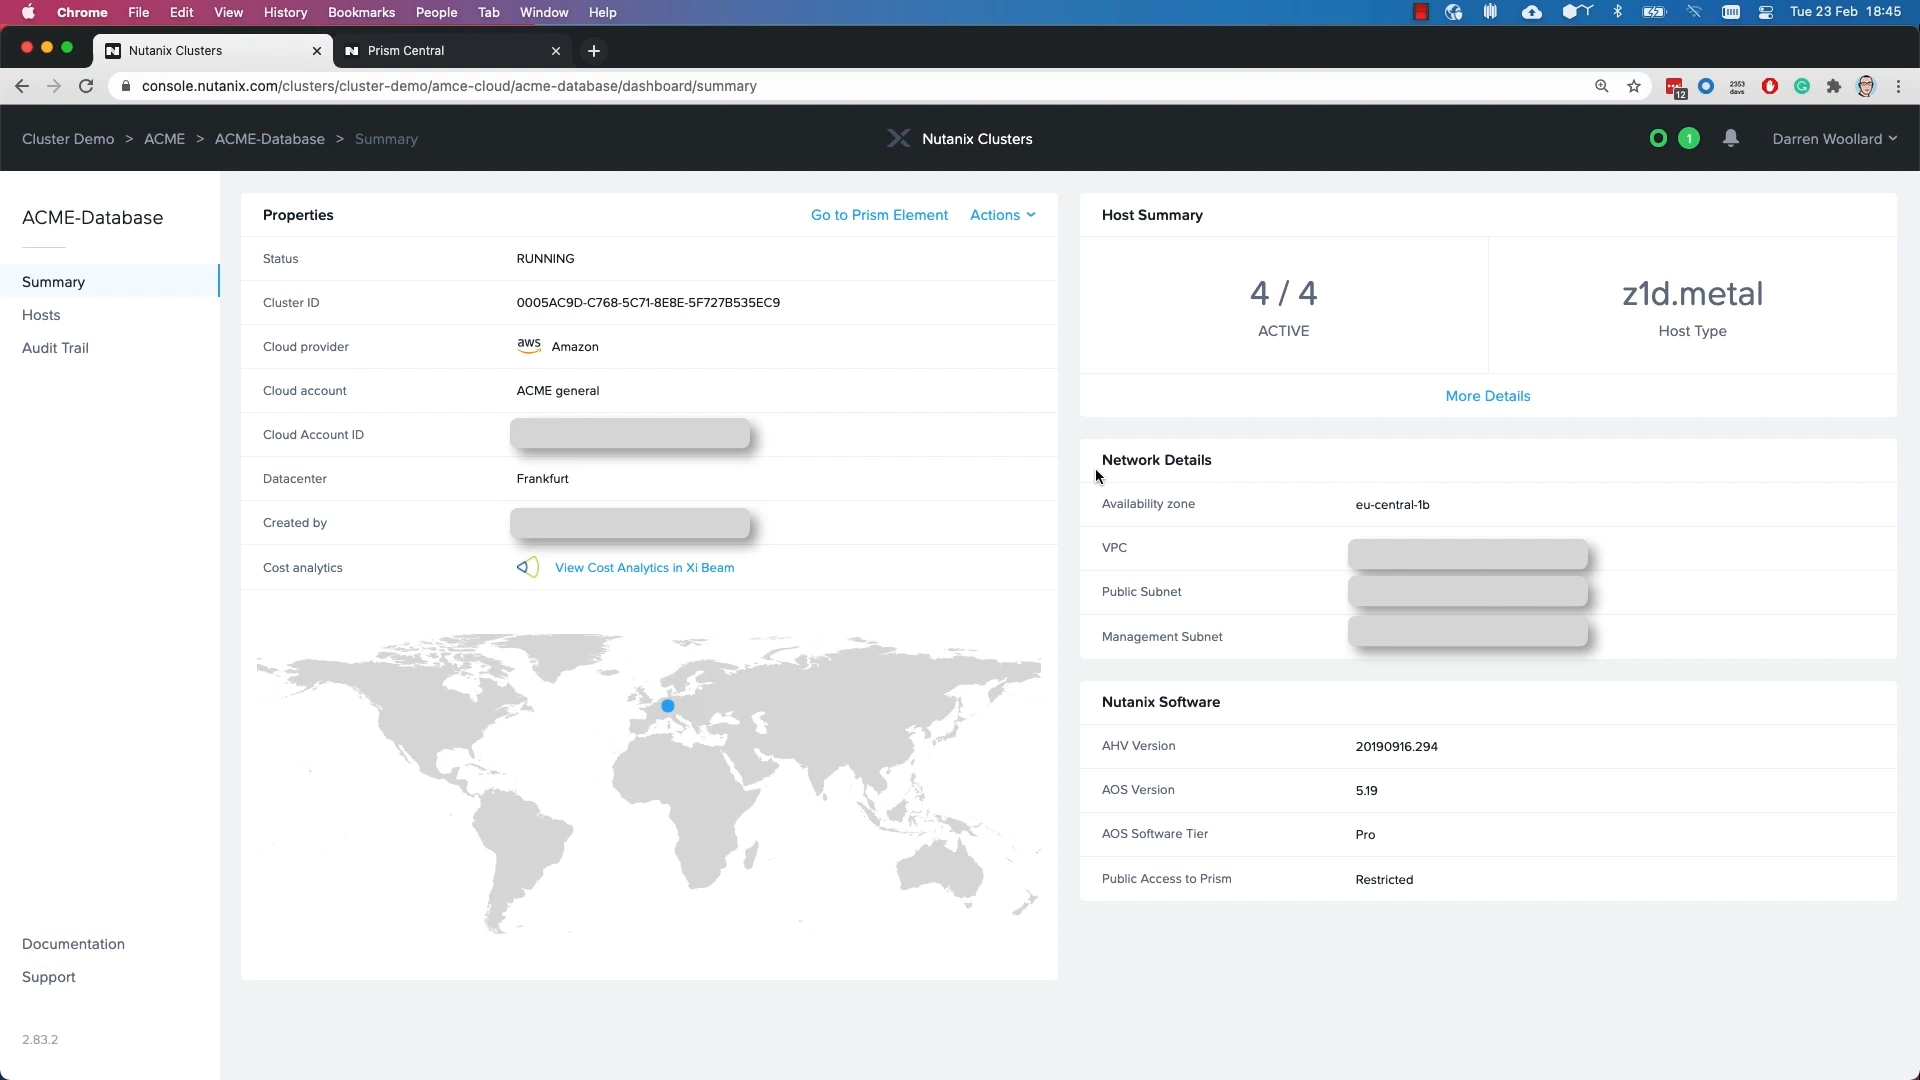 Chrome File Edit View History Bookmarks People Tab Window Help Tue 23 Feb 18:45
Nutanix Clusters Prism Central
console.nutanix.com/clusters/cluster-demo/amce-cloud/acme-database/dashboard/summary
12
2353
days
Cluster Demo > ACME > ACME-Database > Summary
Nutanix Clusters
1
Darren Woollard
ACME-Database
Summary
Hosts
Audit Trail
Documentation
Support
2.83.2
Properties Go to Prism Element Actions
Status RUNNING
Cluster ID 0005AC9D-C768-5C71-8E8E-5F727B535EC9
Cloud provider aws Amazon
Cloud account ACME general
Cloud Account ID
Datacenter Frankfurt
Created by
Cost analytics View Cost Analytics in Xi Beam
Host Summary
4 / 4
ACTIVE
z1d.metal
Host Type
More Details
Network Details
Availability zone eu-central-1b
VPC
Public Subnet
Management Subnet
Nutanix Software
AHV Version 20190916.294
AOS Version 5.19
AOS Software Tier Pro
Public Access to Prism Restricted